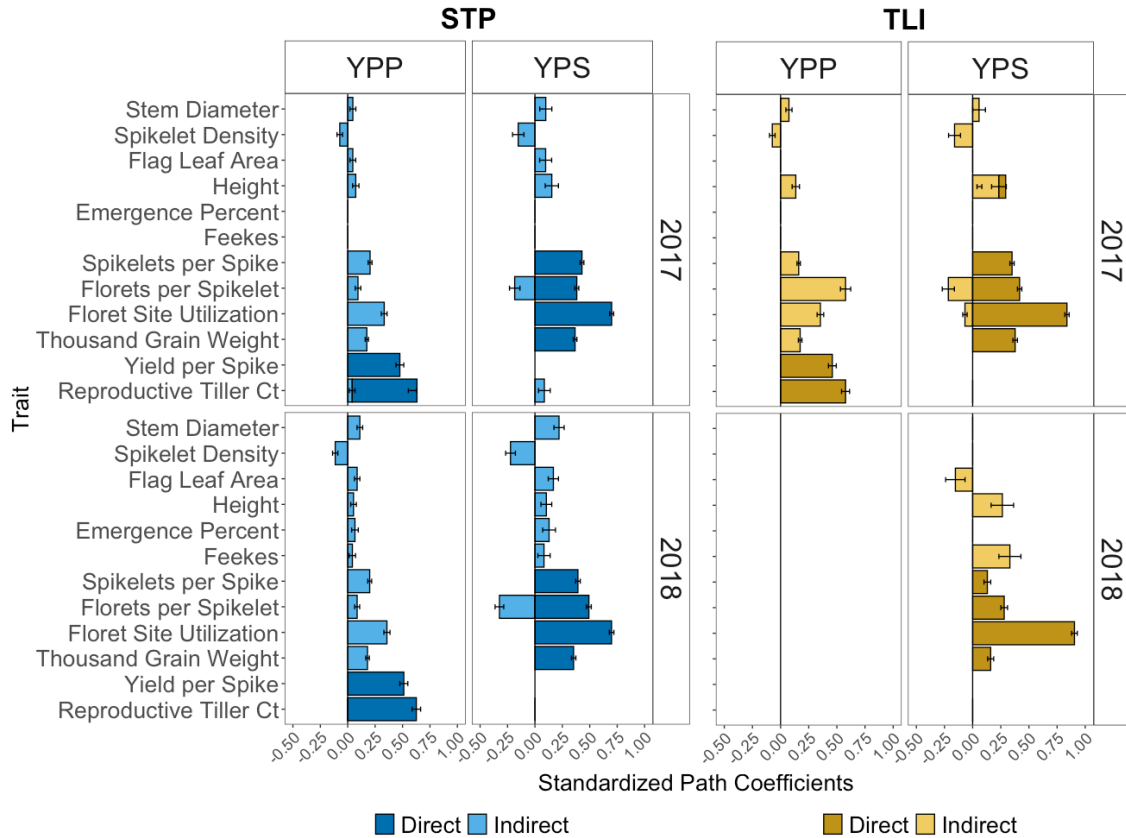 STP TLI
YPP YPS YPP YPS
Stem Diameter
Spikelet Density
Flag Leaf Area
Height
Emergence Percent
Feekes
Spikelets per Spike
Florets per Spikelet
Floret Site Utilization
Thousand Grain Weight
Yield per Spike
Reproductive Tiller Ct
2017 2017
Trait
Stem Diameter
Spikelet Density
Flag Leaf Area
Height
Emergence Percent
Feekes
Spikelets per Spike
Florets per Spikelet
Floret Site Utilization
Thousand Grain Weight
Yield per Spike
Reproductive Tiller Ct
2018 2018
-0.50 -0.25 0.00 0.25 0.50 0.75 1.00 -0.50 -0.25 0.00 0.25 0.50 0.75 1.00 -0.50 -0.25 0.00 0.25 0.50 0.75 1.00 -0.50 -0.25 0.00 0.25 0.50 0.75 1.00
Standardized Path Coefficients
Direct Indirect Direct Indirect